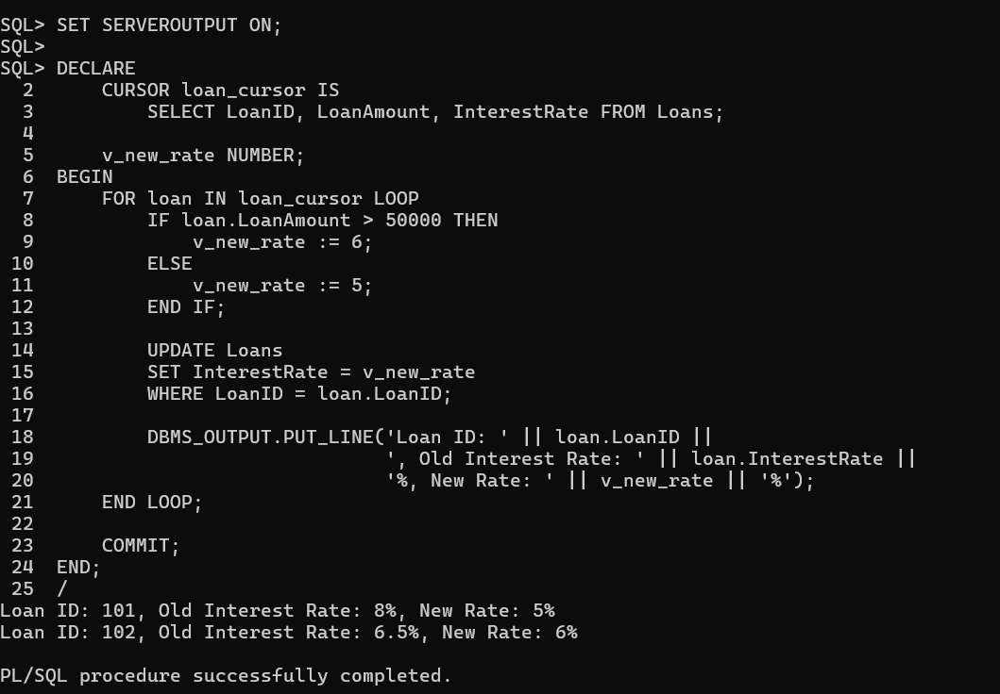 SQL> SET SERVEROUTPUT ON;
SQL>
SQL> DECLARE
  2      CURSOR loan_cursor IS
  3          SELECT LoanID, LoanAmount, InterestRate FROM Loans;
  4
  5      v_new_rate NUMBER;
  6  BEGIN
  7      FOR loan IN loan_cursor LOOP
  8          IF loan.LoanAmount > 50000 THEN
  9              v_new_rate := 6;
 10          ELSE
 11              v_new_rate := 5;
 12          END IF;
 13
 14          UPDATE Loans
 15          SET InterestRate = v_new_rate
 16          WHERE LoanID = loan.LoanID;
 17
 18          DBMS_OUTPUT.PUT_LINE('Loan ID: ' || loan.LoanID ||
 19                               ', Old Interest Rate: ' || loan.InterestRate ||
 20                               '%, New Rate: ' || v_new_rate || '%');
 21      END LOOP;
 22
 23      COMMIT;
 24  END;
 25  /
Loan ID: 101, Old Interest Rate: 8%, New Rate: 5%
Loan ID: 102, Old Interest Rate: 6.5%, New Rate: 6%

PL/SQL procedure successfully completed.